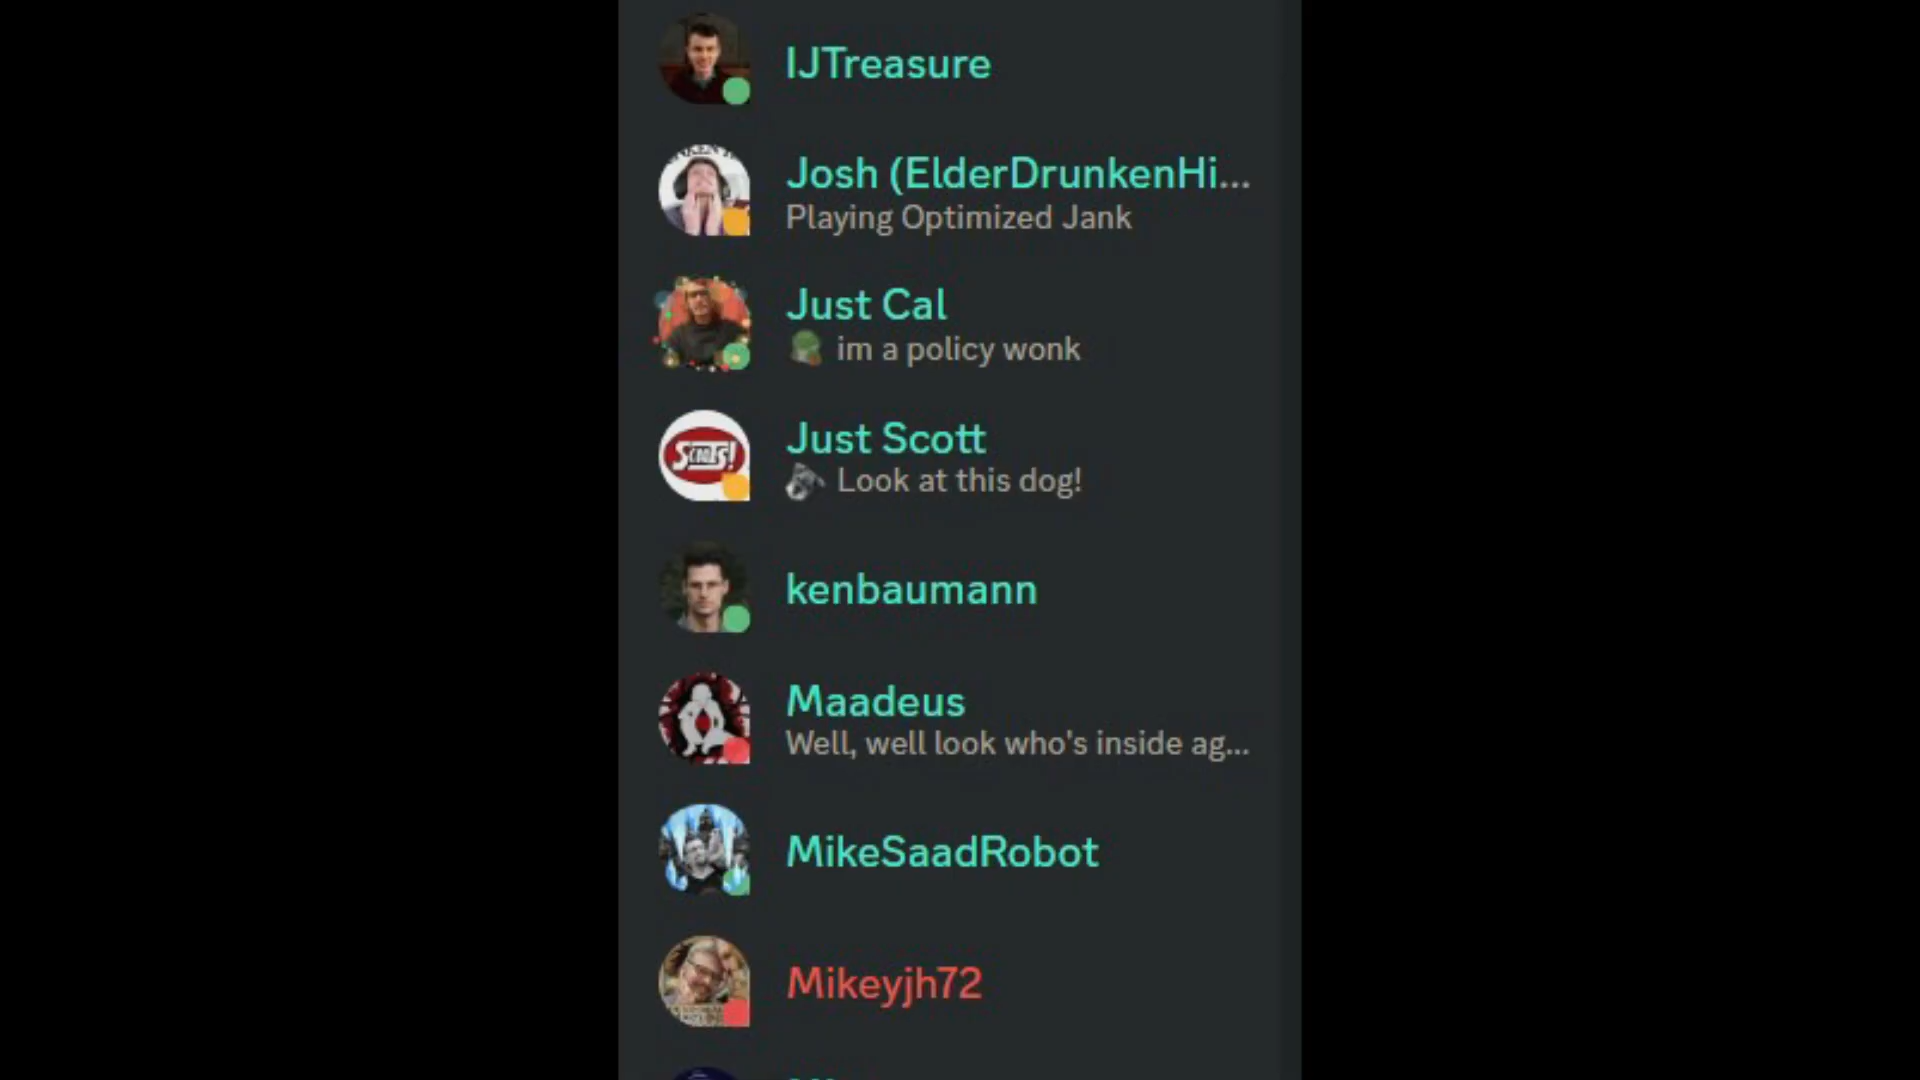 IJTreasure
Josh (ElderDrunkenHi...
Playing Optimized Jank
Just Cal
im a policy wonk
Just Scott
Look at this dog!
kenbaumann
Maadeus
Well, well look who's inside ag...
MikeSaadRobot
Mikeyjh72